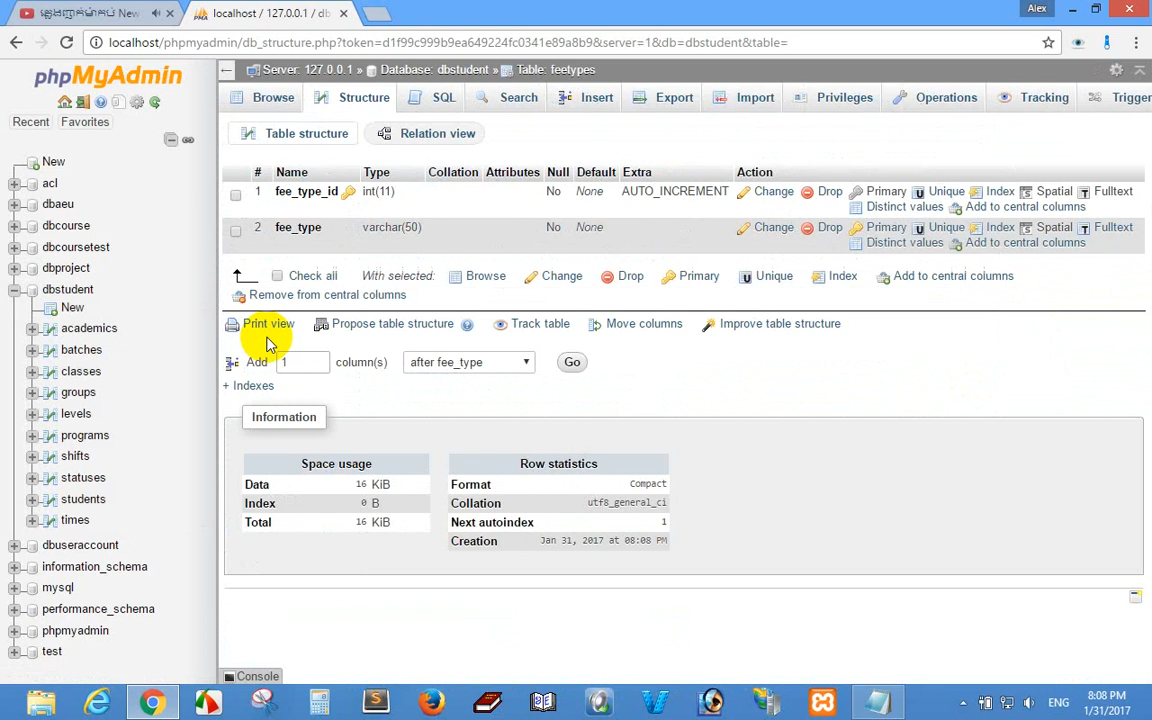 New
localhost / 127.0.0.1 / db
Alex
localhost/phpmyadmin/db_structure.php?token=d1f99c999b9ea649224fc0341e89a8b9&server=1&db=dbstudent&table=
phpMyAdmin
Recent Favorites
New
acl
dbaeu
dbcourse
dbcoursetest
dbproject
dbstudent
New
academics
batches
classes
groups
levels
programs
shifts
statuses
students
times
dbuseraccount
information_schema
mysql
performance_schema
phpmyadmin
test
Server: 127.0.0.1 » Database: dbstudent » Table: feetypes
Browse Structure SQL Search Insert Export Import Privileges Operations Tracking Trigger
Table structure Relation view
# Name Type Collation Attributes Null Default Extra Action
1 fee_type_id int(11) No None AUTO_INCREMENT Change Drop Primary Unique Index Spatial Fulltext
Distinct values Add to central columns
2 fee_type varchar(50) No None Change Drop Primary Unique Index Spatial Fulltext
Distinct values Add to central columns
Check all With selected: Browse Change Drop Primary Unique Index Add to central columns
Remove from central columns
Print view Propose table structure Track table Move columns Improve table structure
Add 1 column(s) after fee_type Go
+ Indexes
Information
Space usage
Data 16 KiB
Index 0 B
Total 16 KiB
Row statistics
Format Compact
Collation utf8_general_ci
Next autoindex 1
Creation Jan 31, 2017 at 08:08 PM
Console
ENG
8:08 PM
1/31/2017